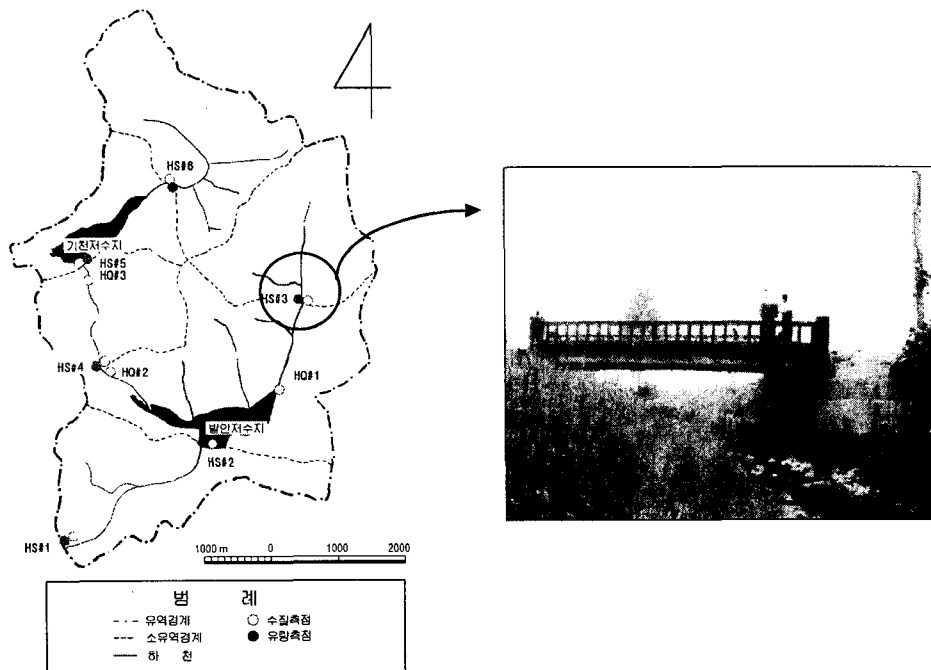 HS#6
기천저수지
HS#5
HQ#3
HS#3
HS#4
HQ#2
HQ#1
발안저수지
HS#2
HS#1
1000 m 0 1000 2000
범 례
유역경계 수질측점
소유역경계 유량측점
하 천